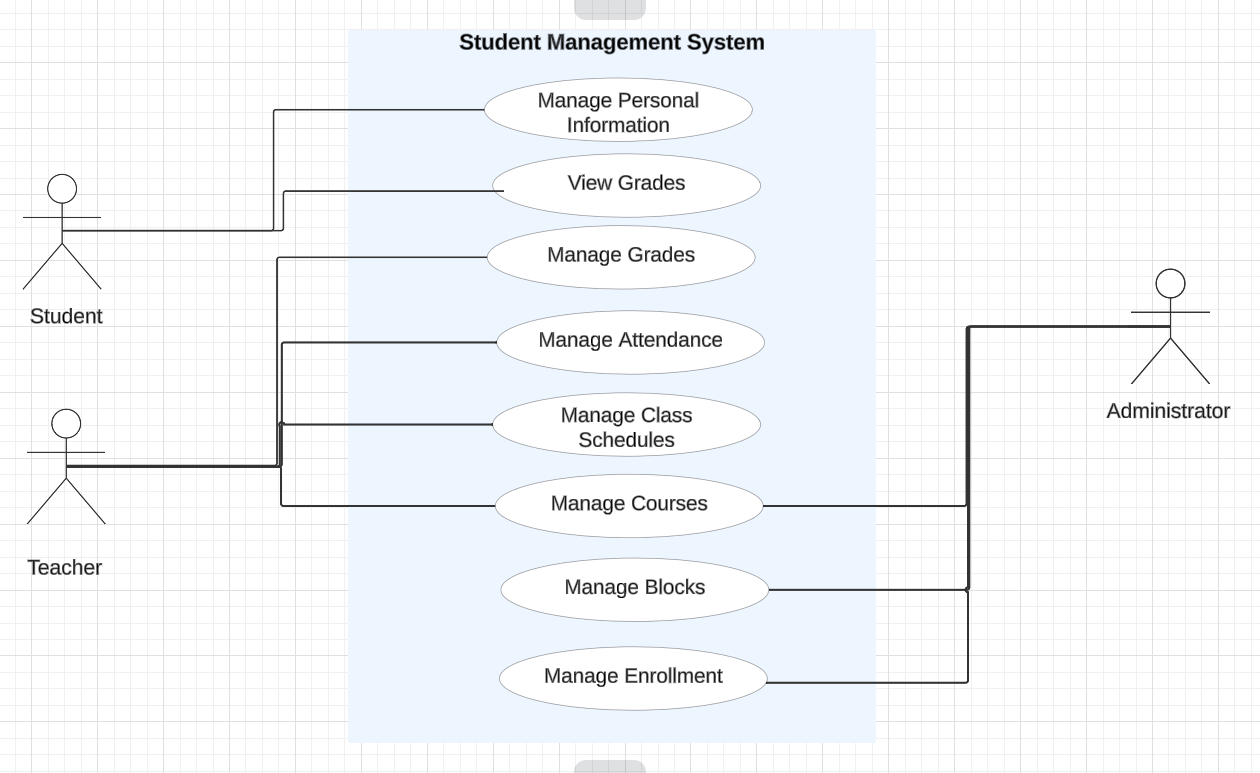 Student Management System
Manage Personal
Information
View Grades
Manage Grades
Student
Manage Attendance
Administrator
Manage Class
Schedules
Manage Courses
Teacher
Manage Blocks
Manage Enrollment